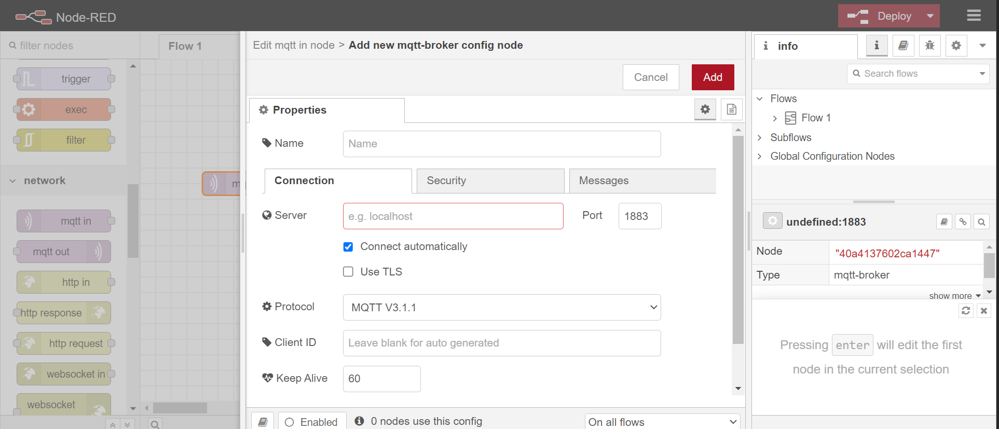 Node-RED
Deploy
filter nodes
Flow 1
trigger
exec
filter
network
mqtt in
mqtt out
http in
http response
http request
websocket in
websocket
Edit mqtt in node > Add new mqtt-broker config node
Cancel
Add
Properties
Name
Name
Connection
Security
Messages
Server
e.g. localhost
Port
1883
Connect automatically
Use TLS
Protocol
MQTT V3.1.1
Client ID
Leave blank for auto generated
Keep Alive
60
Enabled
0 nodes use this config
On all flows
info
Search flows
Flows
Flow 1
Subflows
Global Configuration Nodes
undefined:1883
Node
"40a4137602ca1447"
Type
mqtt-broker
show more
Pressing enter will edit the first
node in the current selection